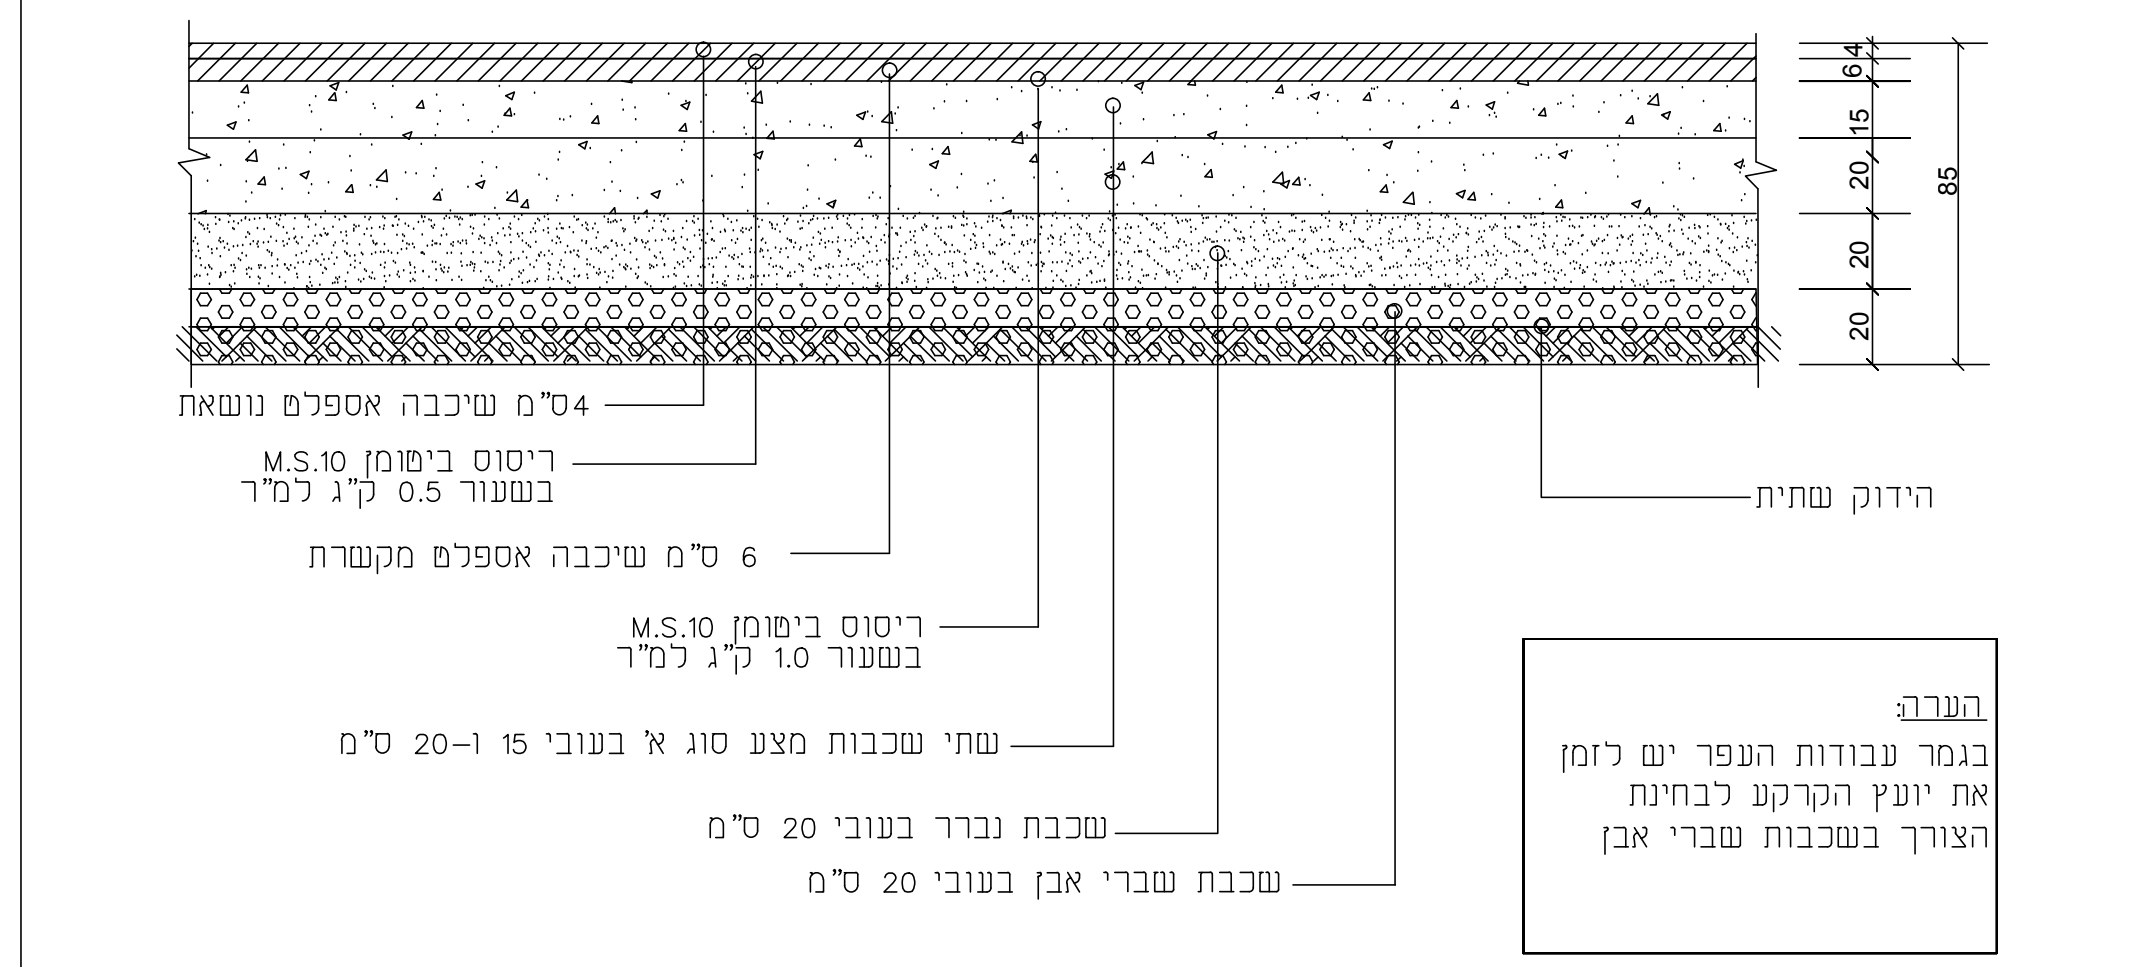 4
6
15
20
20
20
85
4ס"מ שיכבה אספלט נושאת
ריסוס ביטומן M.S.10
בשעור 0.5 ק"ג למ"ר
6 ס"מ שיכבה אספלט מקשרת
ריסוס ביטומן M.S.10
בשעור 1.0 ק"ג למ"ר
שתי שכבות מצע סוג א' בעובי 15 ו-20 ס"מ
שכבת נברר בעובי 20 ס"מ
שכבת שברי אבן בעובי 20 ס"מ
הידוק שתית
הערה:
בגמר עבודות העפר יש לזמן
את יועץ הקרקע לבחינת
הצורך בשכבות שברי אבן